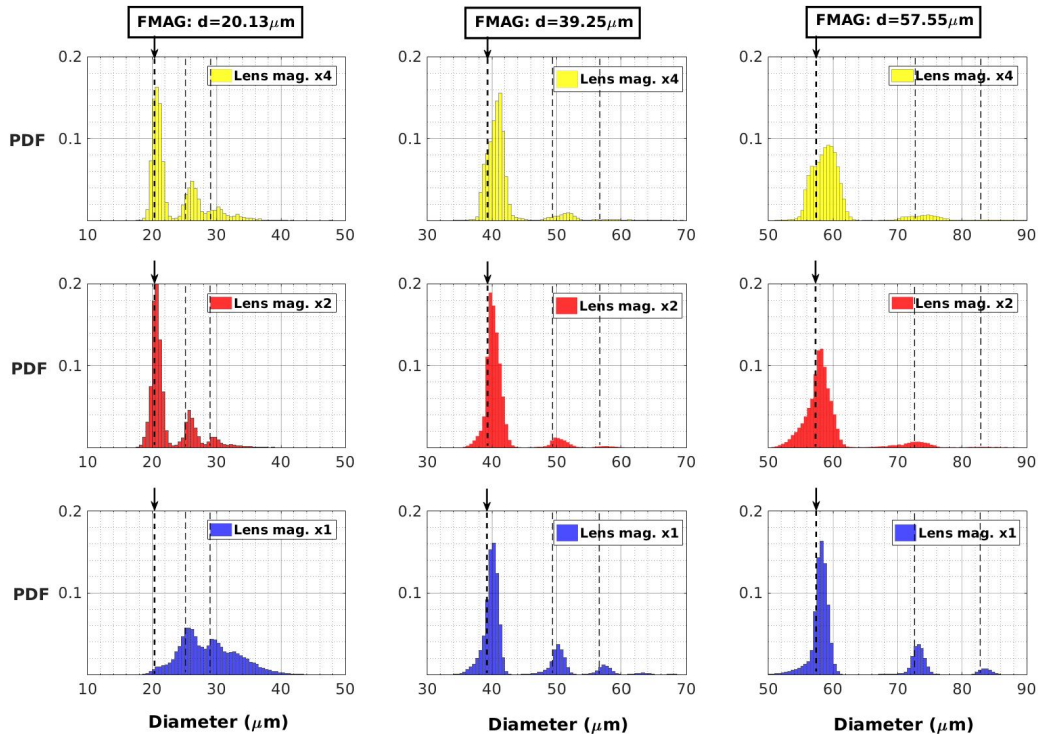 FMAG: d=20.13μm FMAG: d=39.25μm FMAG: d=57.55μm
0.2 0.2 0.2
Lens mag. x4 Lens mag. x4 Lens mag. x4
PDF 0.1 0.1 0.1
10 20 30 40 50 30 40 50 60 70 50 60 70 80 90
0.2 0.2 0.2
Lens mag. x2 Lens mag. x2 Lens mag. x2
PDF 0.1 0.1 0.1
10 20 30 40 50 30 40 50 60 70 50 60 70 80 90
0.2 0.2 0.2
Lens mag. x1 Lens mag. x1 Lens mag. x1
PDF 0.1 0.1 0.1
10 20 30 40 50 30 40 50 60 70 50 60 70 80 90
Diameter (μm) Diameter (μm) Diameter (μm)